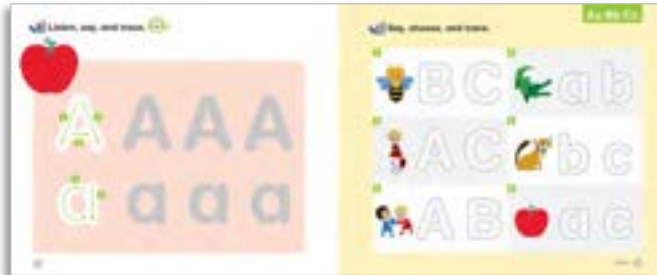 Listen, say, and trace.
A A A A
a a a a
Aa Bb Cc
Say, choose, and trace.
B C a b
A C b c
A B a c